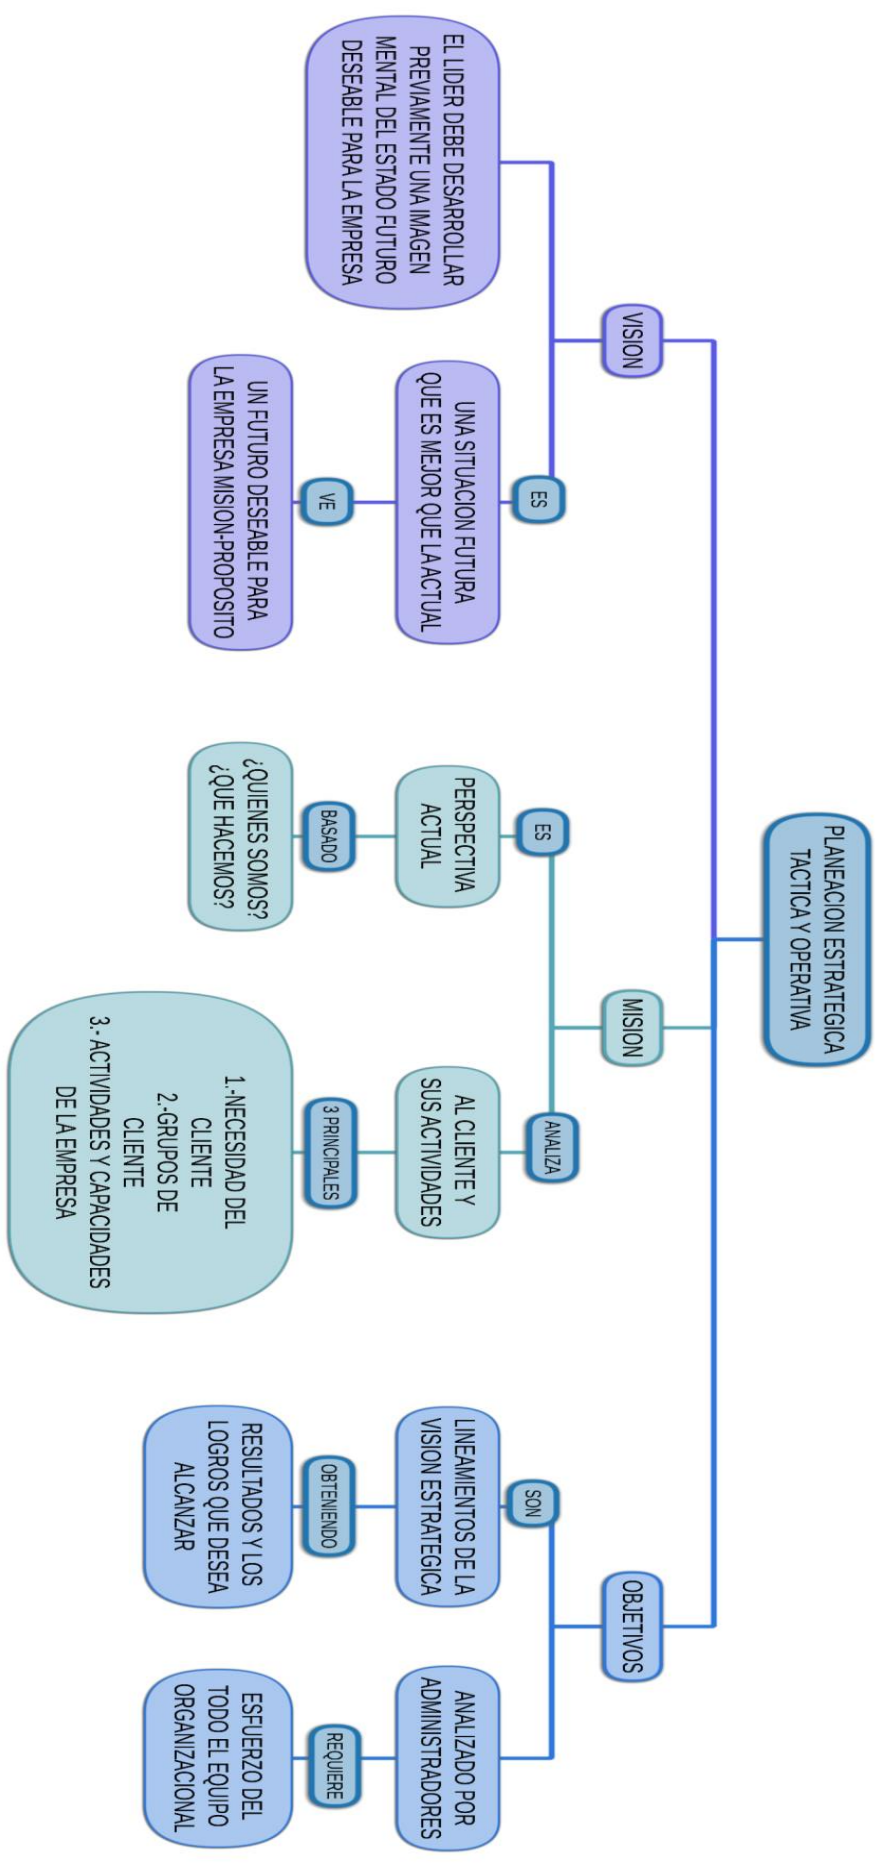 PLANEACION ESTRATEGICA
TACTICA Y OPERATIVA
VISION
EL LIDER DEBE DESARROLLAR
PREVIAMENTE UNA IMAGEN
MENTAL DEL ESTADO FUTURO
DESEABLE PARA LA EMPRESA
ES
UNA SITUACION FUTURA
QUE ES MEJOR QUE LA ACTUAL
VE
UN FUTURO DESEABLE PARA
LA EMPRESA MISION-PROPOSITO
MISION
ES
PERSPECTIVA
ACTUAL
BASADO
¿QUIENES SOMOS?
¿QUE HACEMOS?
ANALIZA
AL CLIENTE Y
SUS ACTIVIDADES
3 PRINCIPALES
1.-NECESIDAD DEL
CLIENTE
2.-GRUPOS DE
CLIENTE
3.- ACTIVIDADES Y CAPACIDADES
DE LA EMPRESA
OBJETIVOS
SON
LINEAMIENTOS DE LA
VISION ESTRATEGICA
OBTENIENDO
RESULTADOS Y LOS
LOGROS QUE DESEA
ALCANZAR
ANALIZADO POR
ADMINISTRADORES
REQUIERE
ESFUERZO DEL
TODO EL EQUIPO
ORGANIZACIONAL